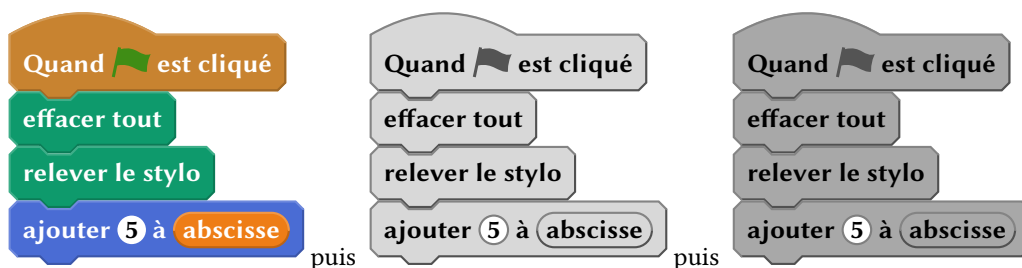 Quand est cliqué Quand est cliqué Quand est cliqué
effacer tout effacer tout effacer tout
relever le stylo relever le stylo relever le stylo
ajouter 5 à abscisse puis ajouter 5 à abscisse puis ajouter 5 à abscisse